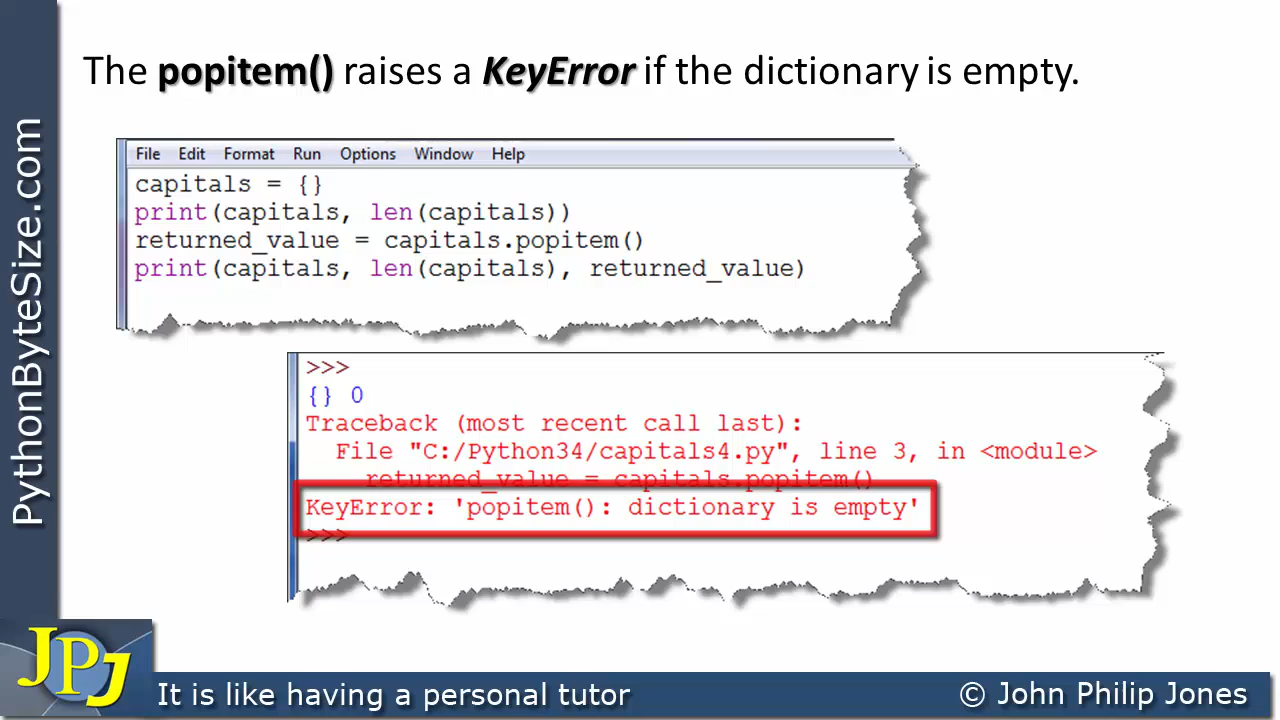 The popitem() raises a KeyError if the dictionary is empty.
File Edit Format Run Options Window Help
capitals = {}
print(capitals, len(capitals))
returned_value = capitals.popitem()
print(capitals, len(capitals), returned_value)
>>>
{} 0
Traceback (most recent call last):
File "C:/Python34/capitals4.py", line 3, in <module>
returned_value = capitals.popitem()
KeyError: 'popitem(): dictionary is empty'
>>>
PythonByteSize.com
JPJ
It is like having a personal tutor
© John Philip Jones